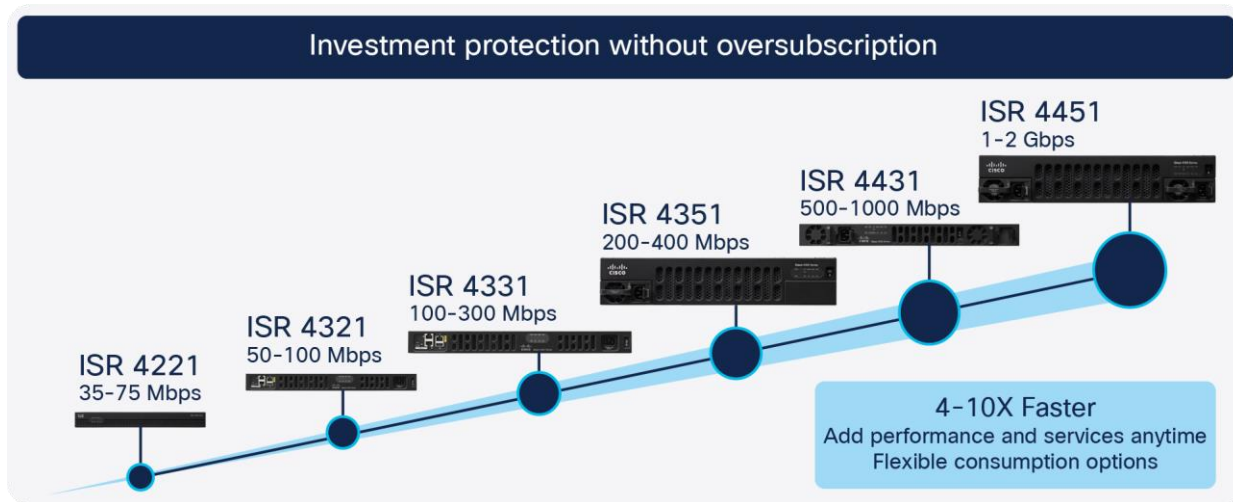 Investment protection without oversubscription
ISR 4451
1-2 Gbps
ISR 4431
500-1000 Mbps
ISR 4351
200-400 Mbps
ISR 4331
100-300 Mbps
ISR 4321
50-100 Mbps
ISR 4221
35-75 Mbps
CISCO
CISCO
4-10X Faster
Add performance and services anytime
Flexible consumption options